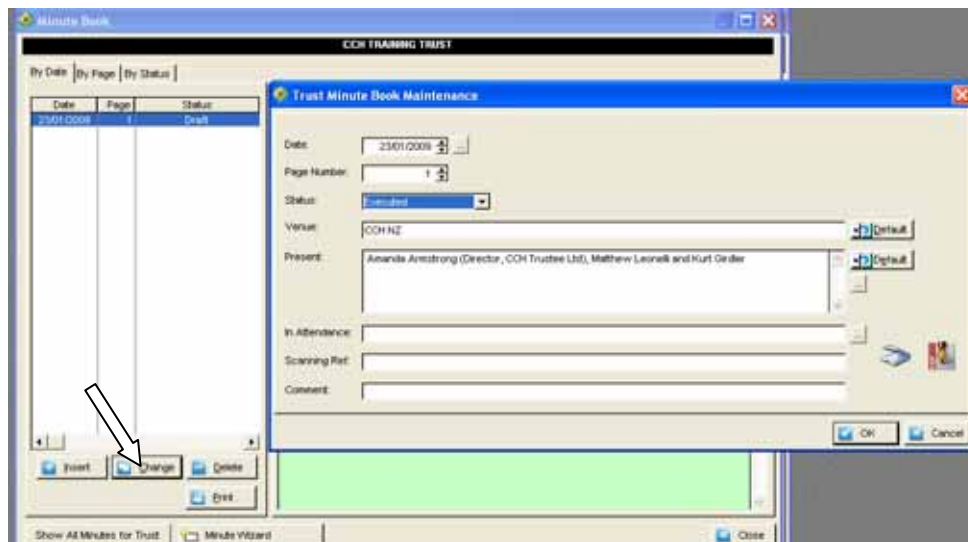 Minute Book
CCH TRAINING TRUST
By Date By Page By Status
Date Page Status
23/01/2009 1 Draft
Trust Minute Book Maintenance
Date: 23/01/2009 ...
Page Number: 1
Status: Executed
Venue: CCH NZ Default
Present: Amanda Armstrong (Director, CCH Trustee Ltd), Matthew Leonelli and Kurt Girdler Default
...
In Attendance: ...
Scanning Ref:
Comment:
OK Cancel
Insert Change Delete
Print
Show All Minutes for Trust Minute Wizard Close